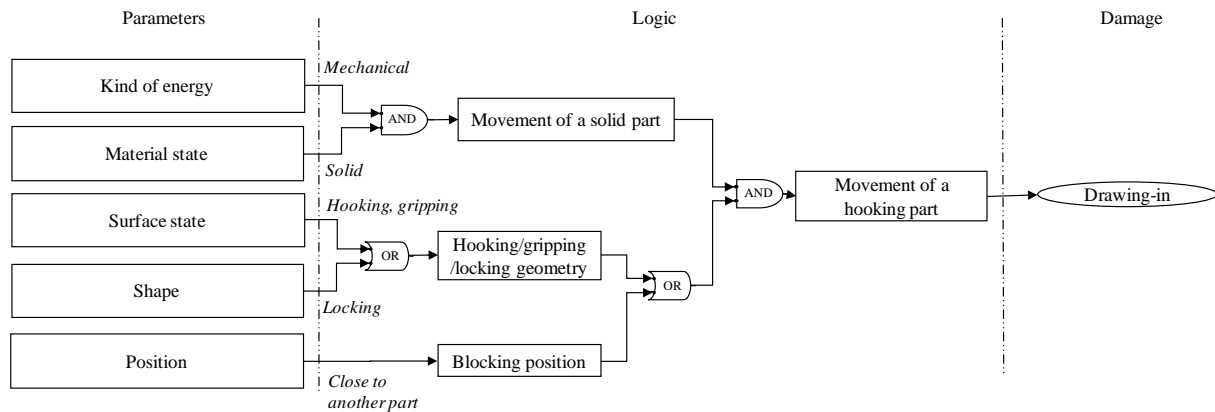 Parameters
Logic
Damage
Kind of energy
Mechanical
AND
Movement of a solid part
Material state
Solid
AND
Movement of a
hooking part
Drawing-in
Surface state
Hooking, gripping
OR
Hooking/gripping
/locking geometry
OR
Shape
Locking
Position
Close to
another part
Blocking position